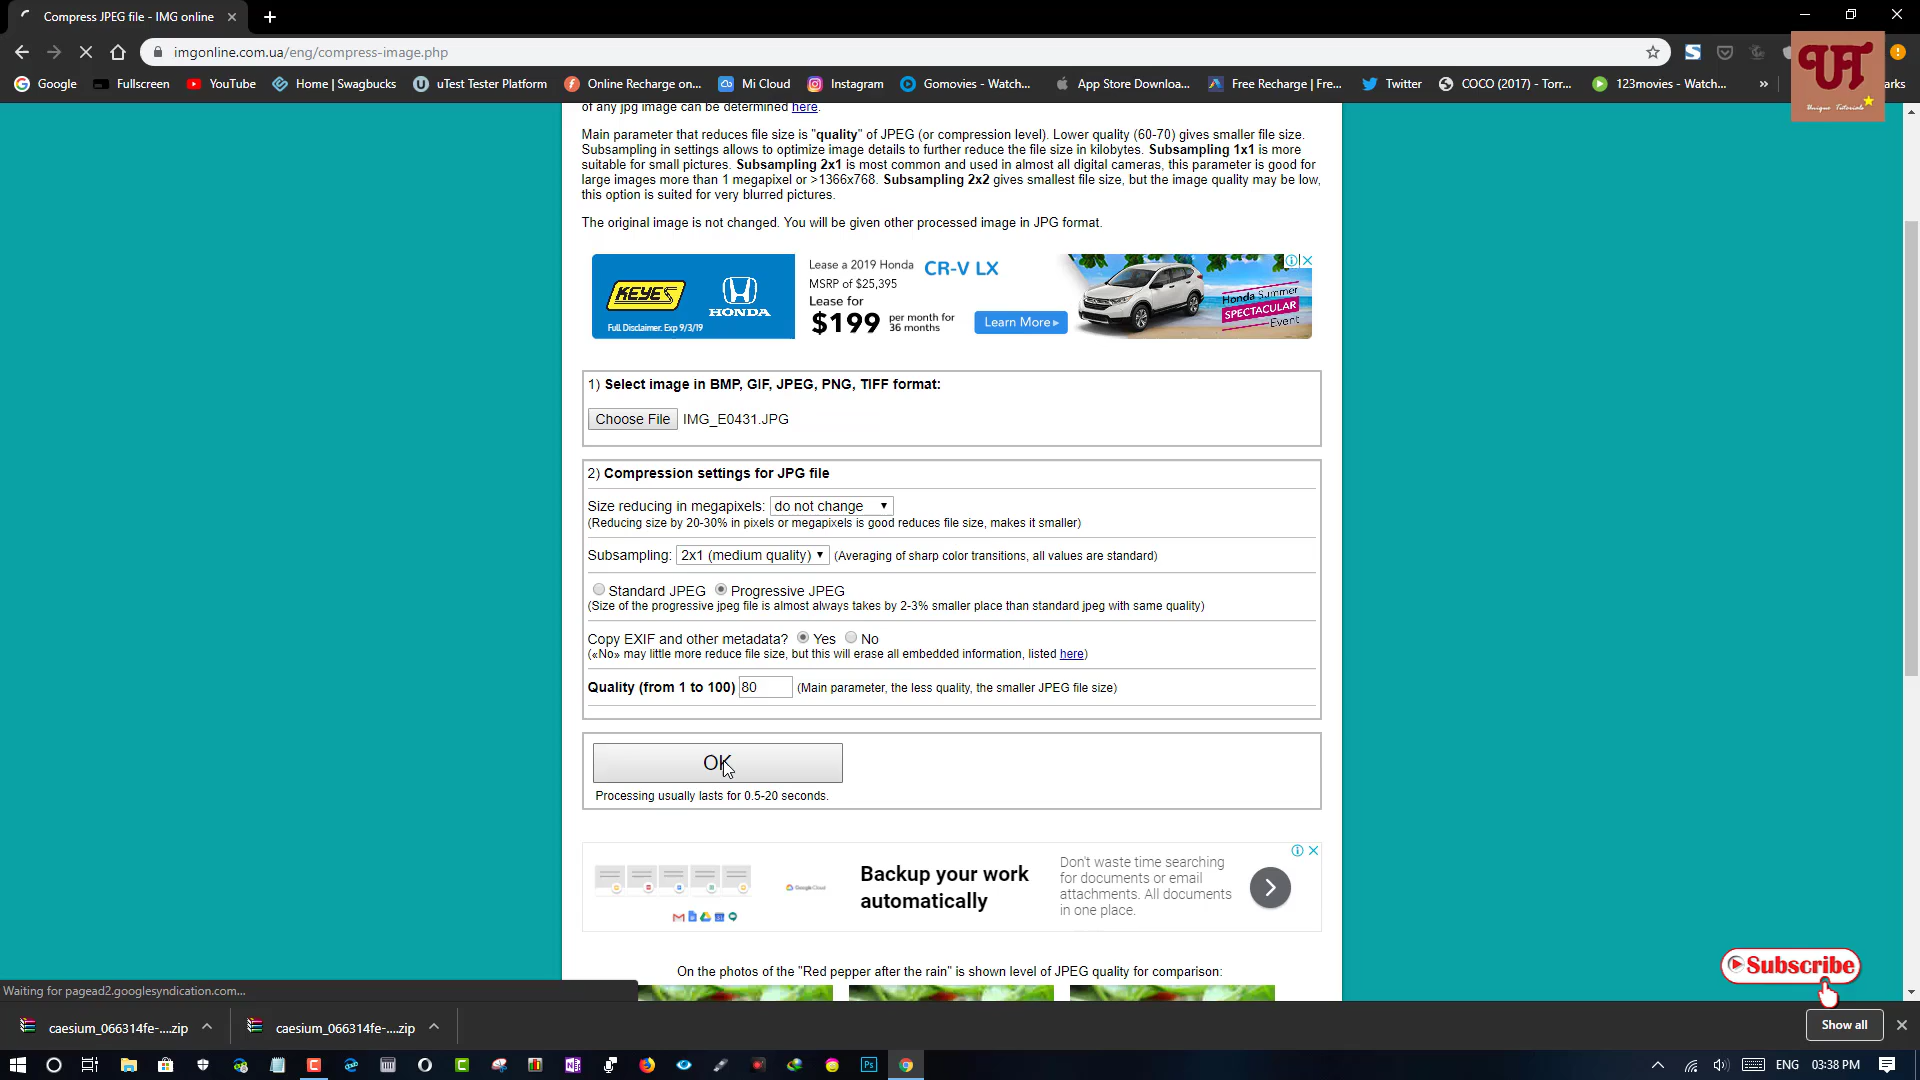 Compress JPEG file - IMG online
imgonline.com.ua/eng/compress-image.php
Google Fullscreen YouTube Home | Swagbucks uTest Tester Platform Online Recharge on... Mi Cloud Instagram Gomovies - Watch... App Store Downloa... Free Recharge | Fre... Twitter COCO (2017) - Torr... 123movies - Watch... » arks
UT
Unique Tutorials
of any jpg image can be determined here.
Main parameter that reduces file size is "quality" of JPEG (or compression level). Lower quality (60-70) gives smaller file size.
Subsampling in settings allows to optimize image details to further reduce the file size in kilobytes. Subsampling 1x1 is more
suitable for small pictures. Subsampling 2x1 is most common and used in almost all digital cameras, this parameter is good for
large images more than 1 megapixel or >1366x768. Subsampling 2x2 gives smallest file size, but the image quality may be low,
this option is suited for very blurred pictures.
The original image is not changed. You will be given other processed image in JPG format.
KEYES
HONDA
Full Disclaimer. Exp 9/3/19
Lease a 2019 Honda CR-V LX
MSRP of $25,395
Lease for
$199 per month for
36 months
Learn More
Honda Summer
SPECTACULAR
Event
1) Select image in BMP, GIF, JPEG, PNG, TIFF format:
Choose File IMG_E0431.JPG
2) Compression settings for JPG file
Size reducing in megapixels: do not change
(Reducing size by 20-30% in pixels or megapixels is good reduces file size, makes it smaller)
Subsampling: 2x1 (medium quality) (Averaging of sharp color transitions, all values are standard)
Standard JPEG Progressive JPEG
(Size of the progressive jpeg file is almost always takes by 2-3% smaller place than standard jpeg with same quality)
Copy EXIF and other metadata? Yes No
(«No» may little more reduce file size, but this will erase all embedded information, listed here)
Quality (from 1 to 100) 80 (Main parameter, the less quality, the smaller JPEG file size)
OK
Processing usually lasts for 0.5-20 seconds.
Google Cloud
Backup your work
automatically
Don't waste time searching
for documents or email
attachments. All documents
in one place.
On the photos of the "Red pepper after the rain" is shown level of JPEG quality for comparison:
Subscribe
Waiting for pagead2.googlesyndication.com...
caesium_066314fe-....zip caesium_066314fe-....zip Show all
ENG 03:38 PM